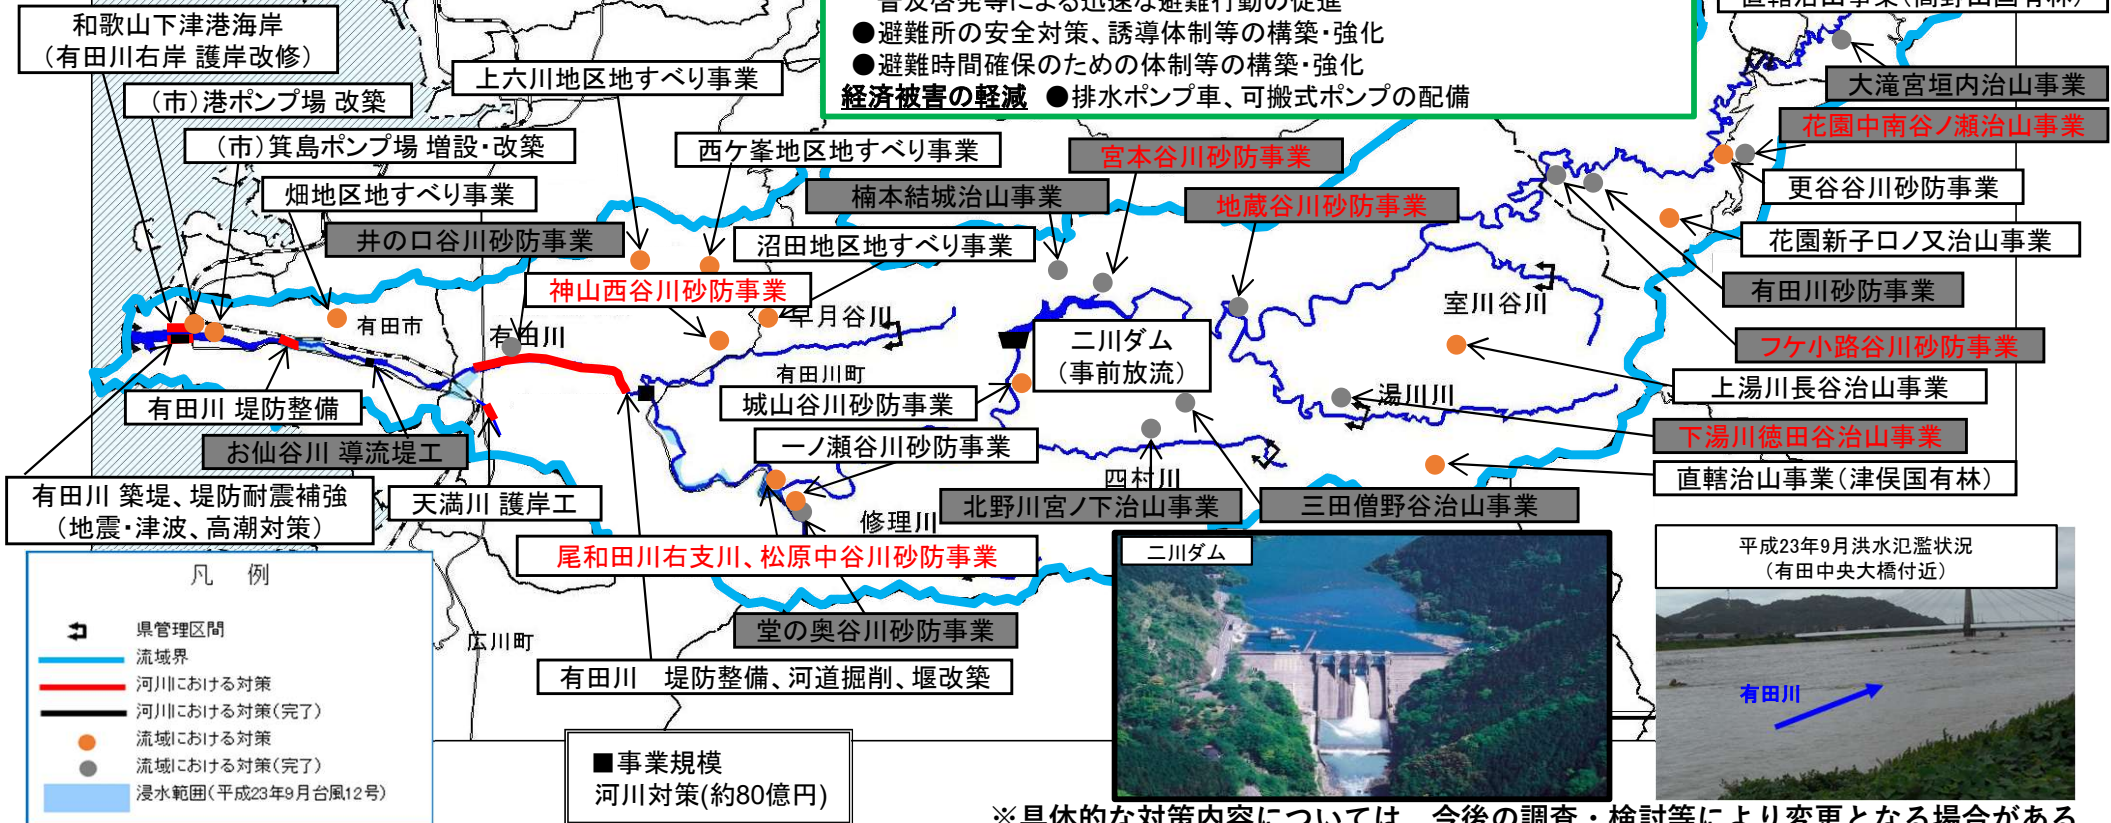 和歌山下津港海岸
(有田川右岸 護岸改修)
普及啓発等による迅速な避難行動の促進
●避難所の安全対策、誘導体制等の構築・強化
●避難時間確保のための体制等の構築・強化
経済被害の軽減 ●排水ポンプ車、可搬式ポンプの配備
直轄治山事業(高野山国有林)
上六川地区地すべり事業
大滝宮垣内治山事業
(市)港ポンプ場 改築
花園中南谷ノ瀬治山事業
(市)箕島ポンプ場 増設・改築
西ケ峯地区地すべり事業
宮本谷川砂防事業
畑地区地すべり事業
楠本結城治山事業
地蔵谷川砂防事業
更谷谷川砂防事業
井の口谷川砂防事業
沼田地区地すべり事業
花園新子ロノ又治山事業
神山西谷川砂防事業
有田川砂防事業
室川谷川
有田市
有田川
早月谷川
二川ダム
(事前放流)
フケ小路谷川砂防事業
有田川町
上湯川長谷治山事業
湯川川
有田川 堤防整備
城山谷川砂防事業
下湯川徳田谷治山事業
お仙谷川 導流堤工
一ノ瀬谷川砂防事業
直轄治山事業(津俣国有林)
四村川
有田川 築堤、堤防耐震補強
(地震・津波、高潮対策)
天満川 護岸工
北野川宮ノ下治山事業
三田僧野谷治山事業
修理川
尾和田川右支川、松原中谷川砂防事業
二川ダム
平成23年9月洪水氾濫状況
(有田中央大橋付近)
凡 例
県管理区間
流域界
河川における対策
河川における対策(完了)
流域における対策
流域における対策(完了)
浸水範囲(平成23年9月台風12号)
広川町
堂の奥谷川砂防事業
有田川 堤防整備、河道掘削、堰改築
有田川
■事業規模
河川対策(約80億円)
※具体的な対策内容については、今後の調査・検討等により変更となる場合がある